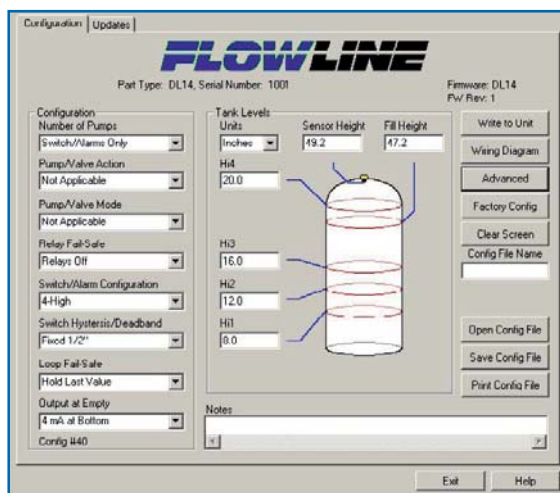 Configuration
Updates
FLOWLINE
Part Type: DL14, Serial Number: 1001
Firmware: DL14
FW Rev: 1
Configuration
Number of Pumps
Switch/Alarms Only
Pump/Valve Action
Not Applicable
Pump/Valve Mode
Not Applicable
Relay Fail-Safe
Relays Off
Switch/Alarm Configuration
4-High
Switch Hystersis/Deadband
Fixed 1/2"
Loop Fail-Safe
Hold Last Value
Output at Empty
4 mA at Bottom
Config #40
Tank Levels
Units
Inches
Sensor Height
49.2
Fill Height
47.2
Hi4
20.0
Hi3
16.0
Hi2
12.0
Hi1
8.0
Notes
Write to Unit
Wiring Diagram
Advanced
Factory Config
Clear Screen
Config File Name
Open Config File
Save Config File
Print Config File
Exit
Help